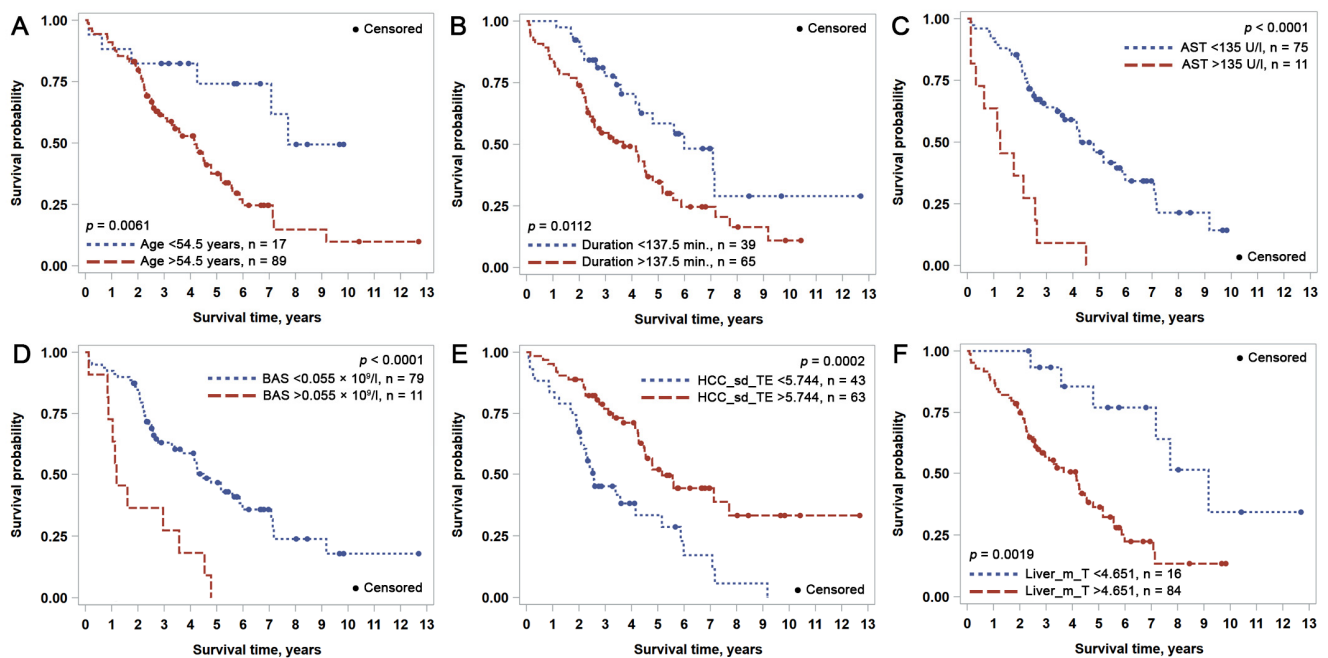 A
1.00
0.75
0.50
0.25
0.00
Survival probability
● Censored
p = 0.0061
Age <54.5 years, n = 17
Age >54.5 years, n = 89
0 1 2 3 4 5 6 7 8 9 10 11 12 13
Survival time, years
B
1.00
0.75
0.50
0.25
0.00
Survival probability
● Censored
p = 0.0112
Duration <137.5 min., n = 39
Duration >137.5 min., n = 65
0 1 2 3 4 5 6 7 8 9 10 11 12 13
Survival time, years
C
1.00
0.75
0.50
0.25
0.00
Survival probability
p < 0.0001
AST <135 U/l, n = 75
AST >135 U/l, n = 11
● Censored
0 1 2 3 4 5 6 7 8 9 10 11 12 13
Survival time, years
D
1.00
0.75
0.50
0.25
0.00
Survival probability
p < 0.0001
BAS <0.055 × 10⁹/l, n = 79
BAS >0.055 × 10⁹/l, n = 11
● Censored
0 1 2 3 4 5 6 7 8 9 10 11 12 13
Survival time, years
E
1.00
0.75
0.50
0.25
0.00
Survival probability
p = 0.0002
HCC_sd_TE <5.744, n = 43
HCC_sd_TE >5.744, n = 63
● Censored
0 1 2 3 4 5 6 7 8 9 10 11 12 13
Survival time, years
F
1.00
0.75
0.50
0.25
0.00
Survival probability
● Censored
p = 0.0019
Liver_m_T <4.651, n = 16
Liver_m_T >4.651, n = 84
0 1 2 3 4 5 6 7 8 9 10 11 12 13
Survival time, years